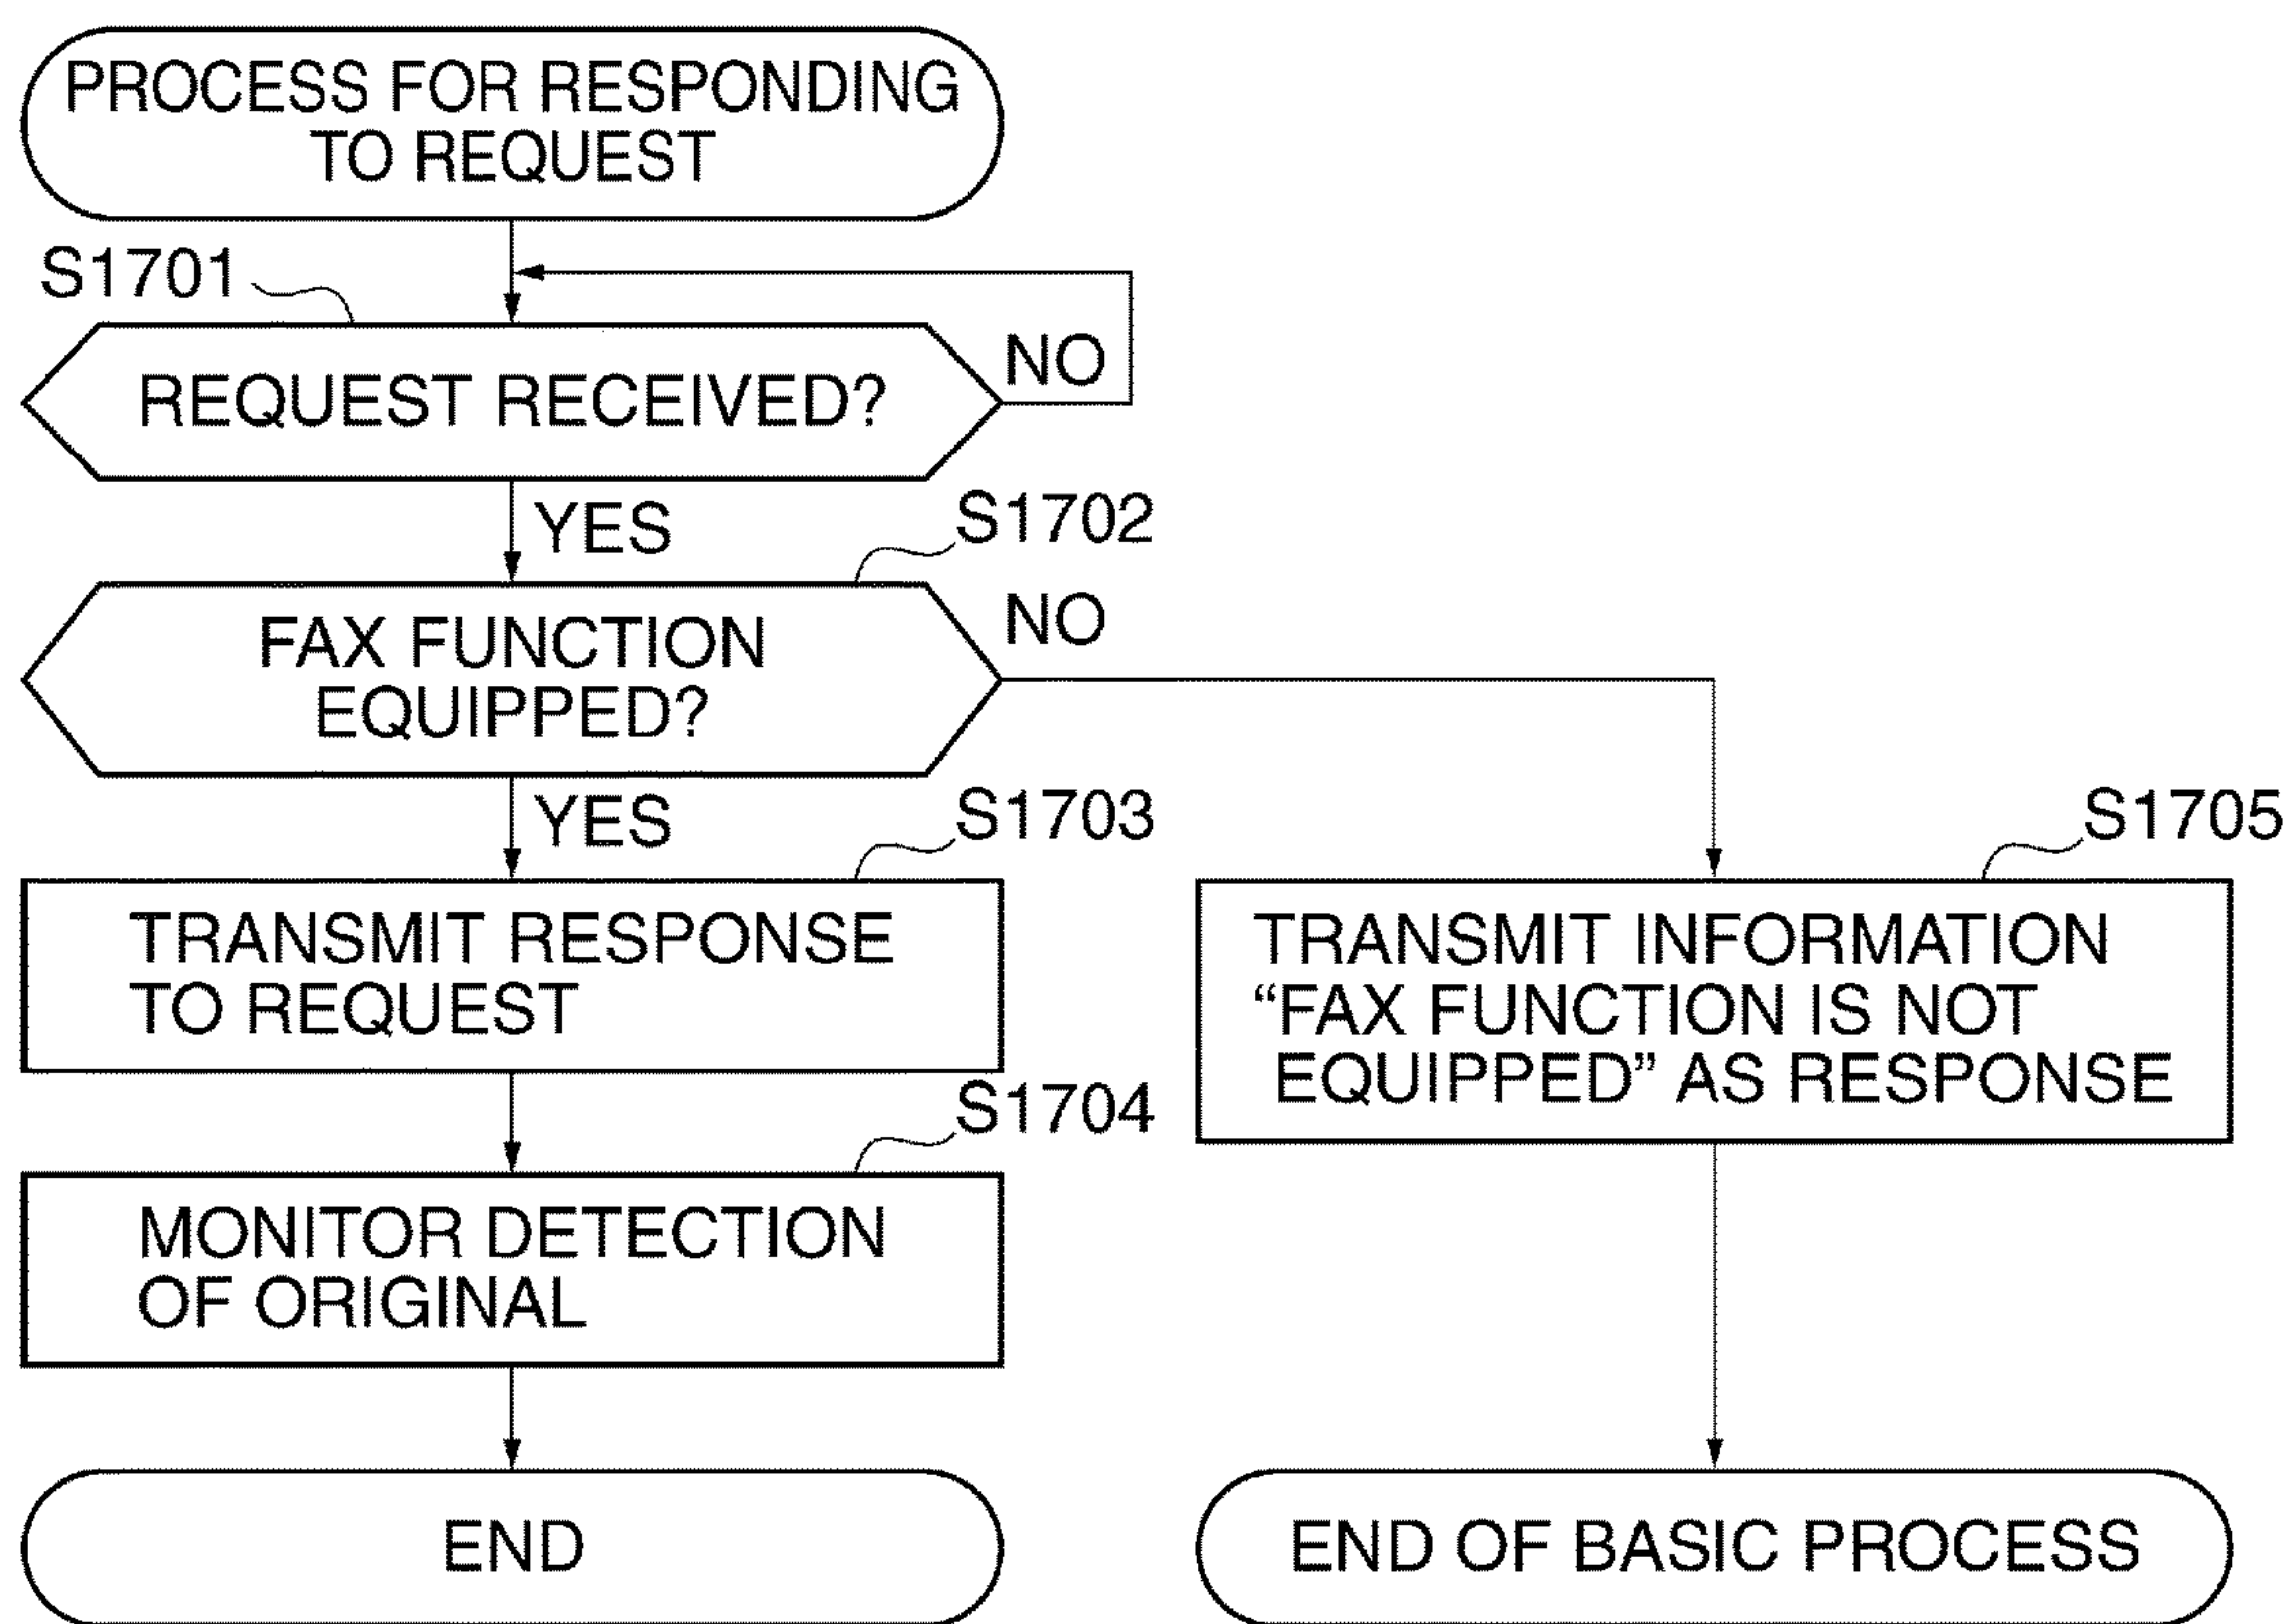 PROCESS FOR RESPONDING
TO REQUEST
S1701
REQUEST RECEIVED?
NO
YES
S1702
FAX FUNCTION
EQUIPPED?
NO
YES
S1703
TRANSMIT RESPONSE
TO REQUEST
S1704
MONITOR DETECTION
OF ORIGINAL
END
S1705
TRANSMIT INFORMATION
“FAX FUNCTION IS NOT
EQUIPPED” AS RESPONSE
END OF BASIC PROCESS